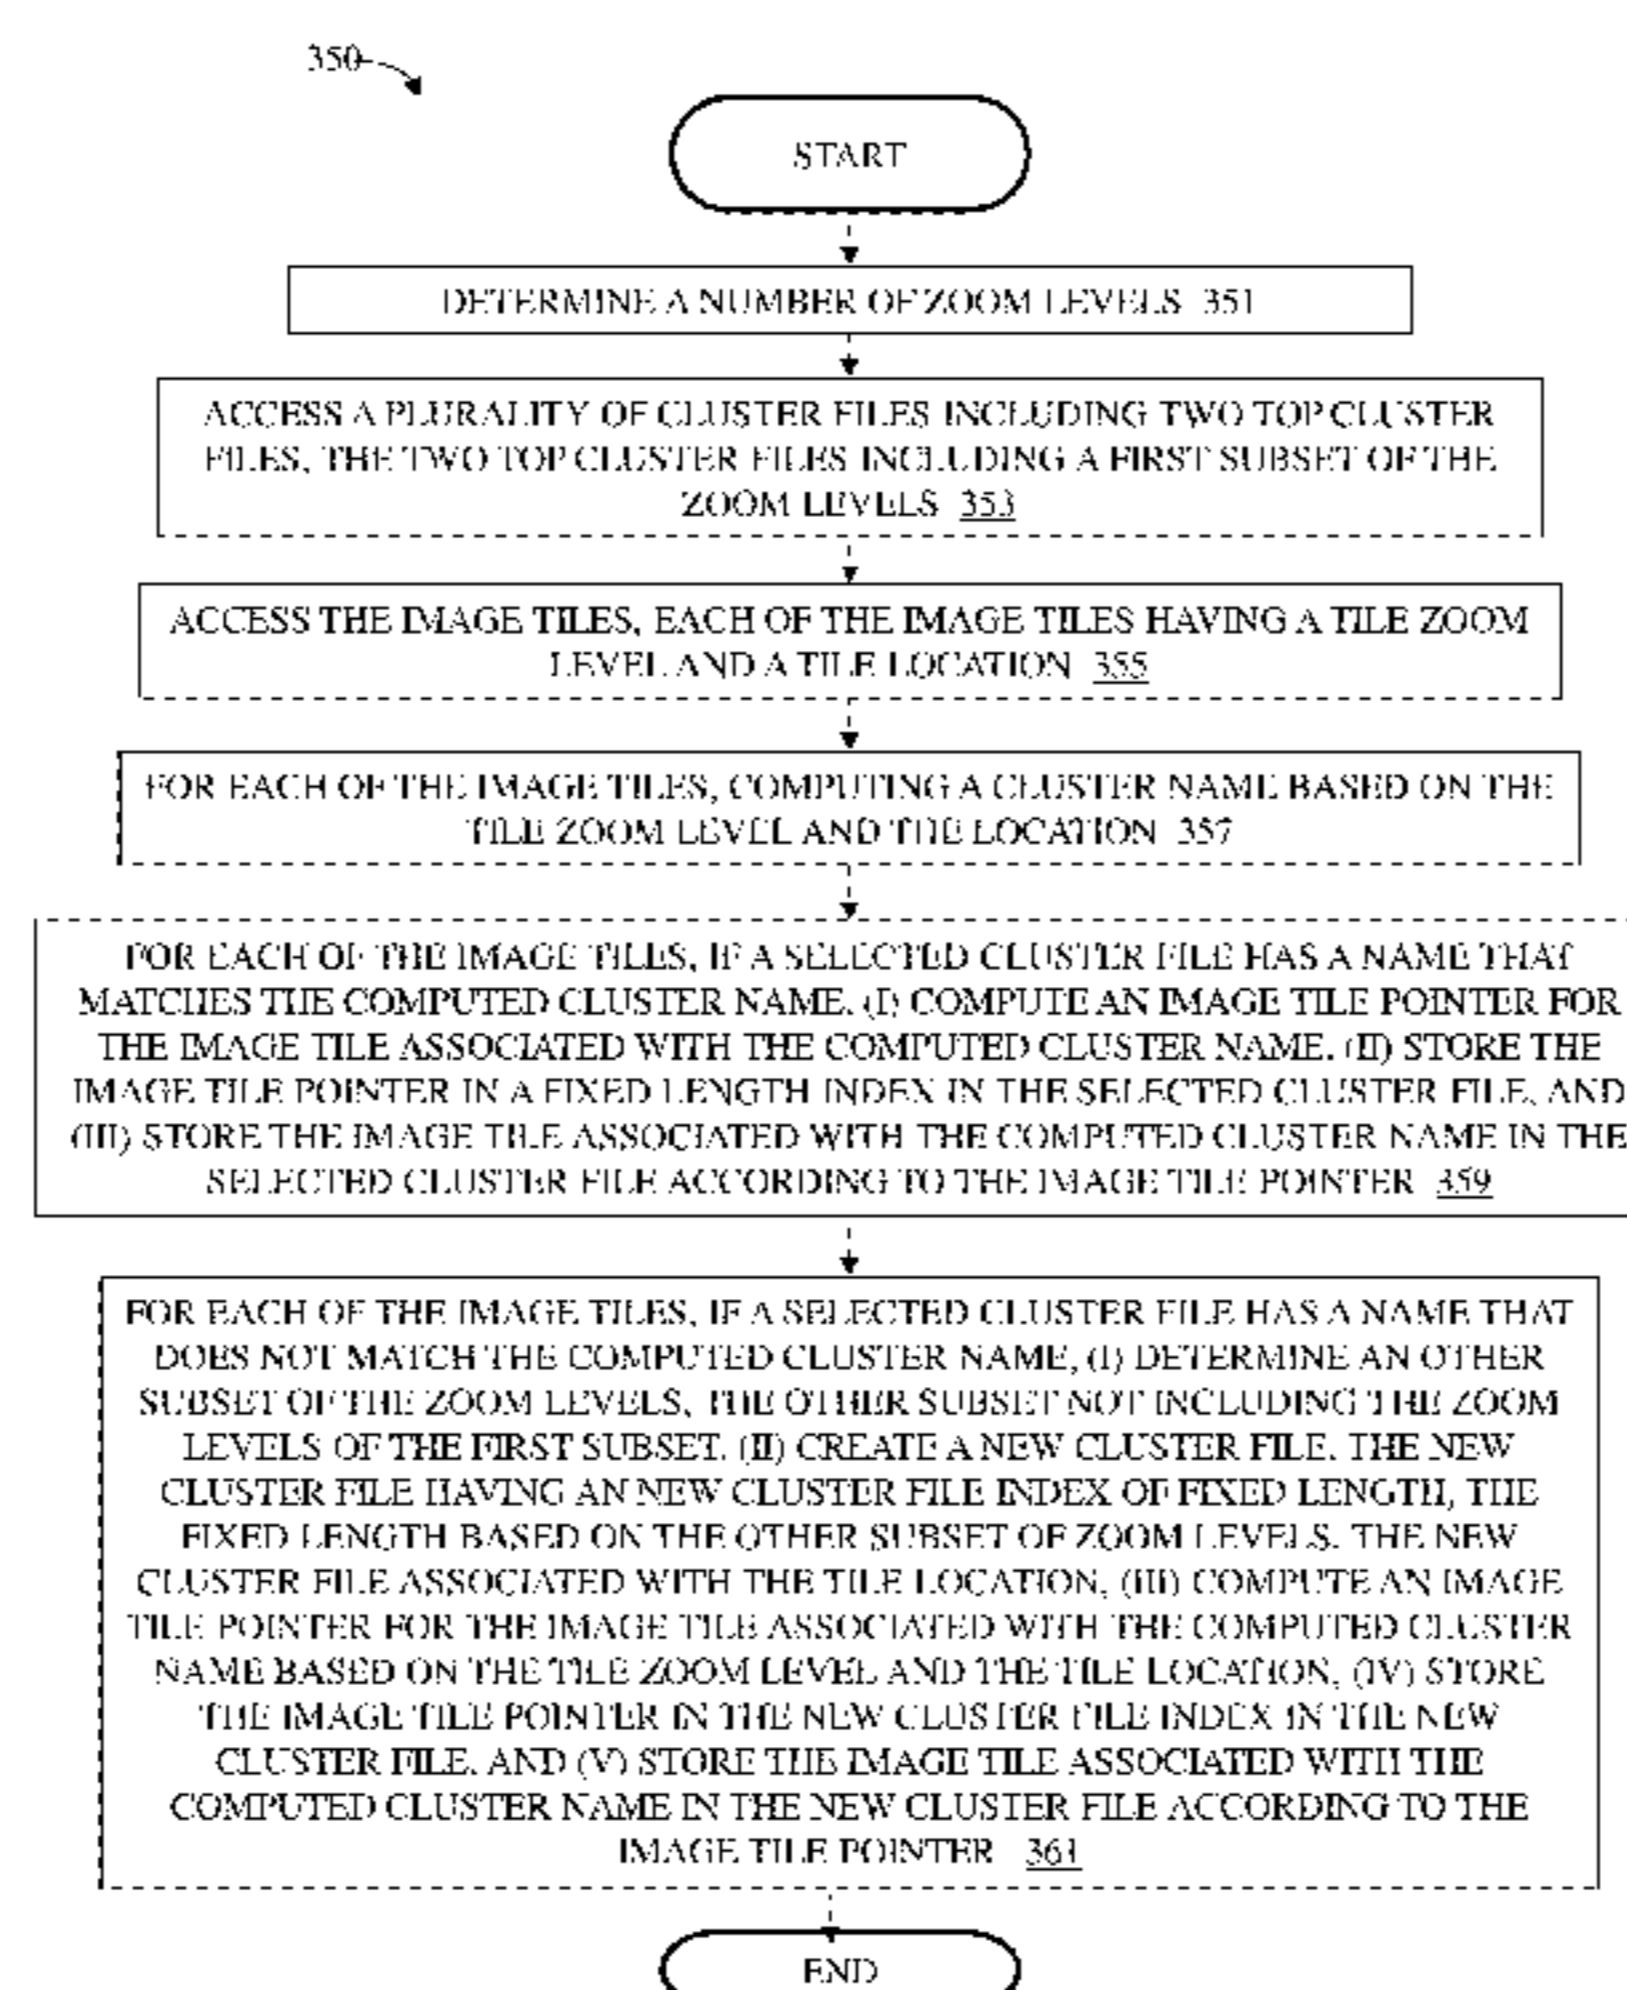 350
START
DETERMINE A NUMBER OF ZOOM LEVELS 351
ACCESS A PLURALITY OF CLUSTER FILES INCLUDING TWO TOP CLUSTER
FILES, THE TWO TOP CLUSTER FILES INCLUDING A FIRST SUBSET OF THE
ZOOM LEVELS 353
ACCESS THE IMAGE TILES, EACH OF THE IMAGE TILES HAVING A TILE ZOOM
LEVEL AND A TILE LOCATION 355
FOR EACH OF THE IMAGE TILES, COMPUTING A CLUSTER NAME BASED ON THE
TILE ZOOM LEVEL AND THE LOCATION 357
FOR EACH OF THE IMAGE TILES, IF A SELECTED CLUSTER FILE HAS A NAME THAT
MATCHES THE COMPUTED CLUSTER NAME, (I) COMPUTE AN IMAGE TILE POINTER FOR
THE IMAGE TILE ASSOCIATED WITH THE COMPUTED CLUSTER NAME, (II) STORE THE
IMAGE TILE POINTER IN A FIXED LENGTH INDEX IN THE SELECTED CLUSTER FILE, AND
(III) STORE THE IMAGE TILE ASSOCIATED WITH THE COMPUTED CLUSTER NAME IN THE
SELECTED CLUSTER FILE ACCORDING TO THE IMAGE TILE POINTER 359
FOR EACH OF THE IMAGE TILES, IF A SELECTED CLUSTER FILE HAS A NAME THAT
DOES NOT MATCH THE COMPUTED CLUSTER NAME, (I) DETERMINE AN OTHER
SUBSET OF THE ZOOM LEVELS, THE OTHER SUBSET NOT INCLUDING THE ZOOM
LEVELS OF THE FIRST SUBSET, (II) CREATE A NEW CLUSTER FILE, THE NEW
CLUSTER FILE HAVING AN NEW CLUSTER FILE INDEX OF FIXED LENGTH, THE
FIXED LENGTH BASED ON THE OTHER SUBSET OF ZOOM LEVELS, THE NEW
CLUSTER FILE ASSOCIATED WITH THE TILE LOCATION, (III) COMPUTE AN IMAGE
TILE POINTER FOR THE IMAGE TILE ASSOCIATED WITH THE COMPUTED CLUSTER
NAME BASED ON THE TILE ZOOM LEVEL AND THE TILE LOCATION, (IV) STORE
THE IMAGE TILE POINTER IN THE NEW CLUSTER FILE INDEX IN THE NEW
CLUSTER FILE, AND (V) STORE THE IMAGE TILE ASSOCIATED WITH THE
COMPUTED CLUSTER NAME IN THE NEW CLUSTER FILE ACCORDING TO THE
IMAGE TILE POINTER 361
END